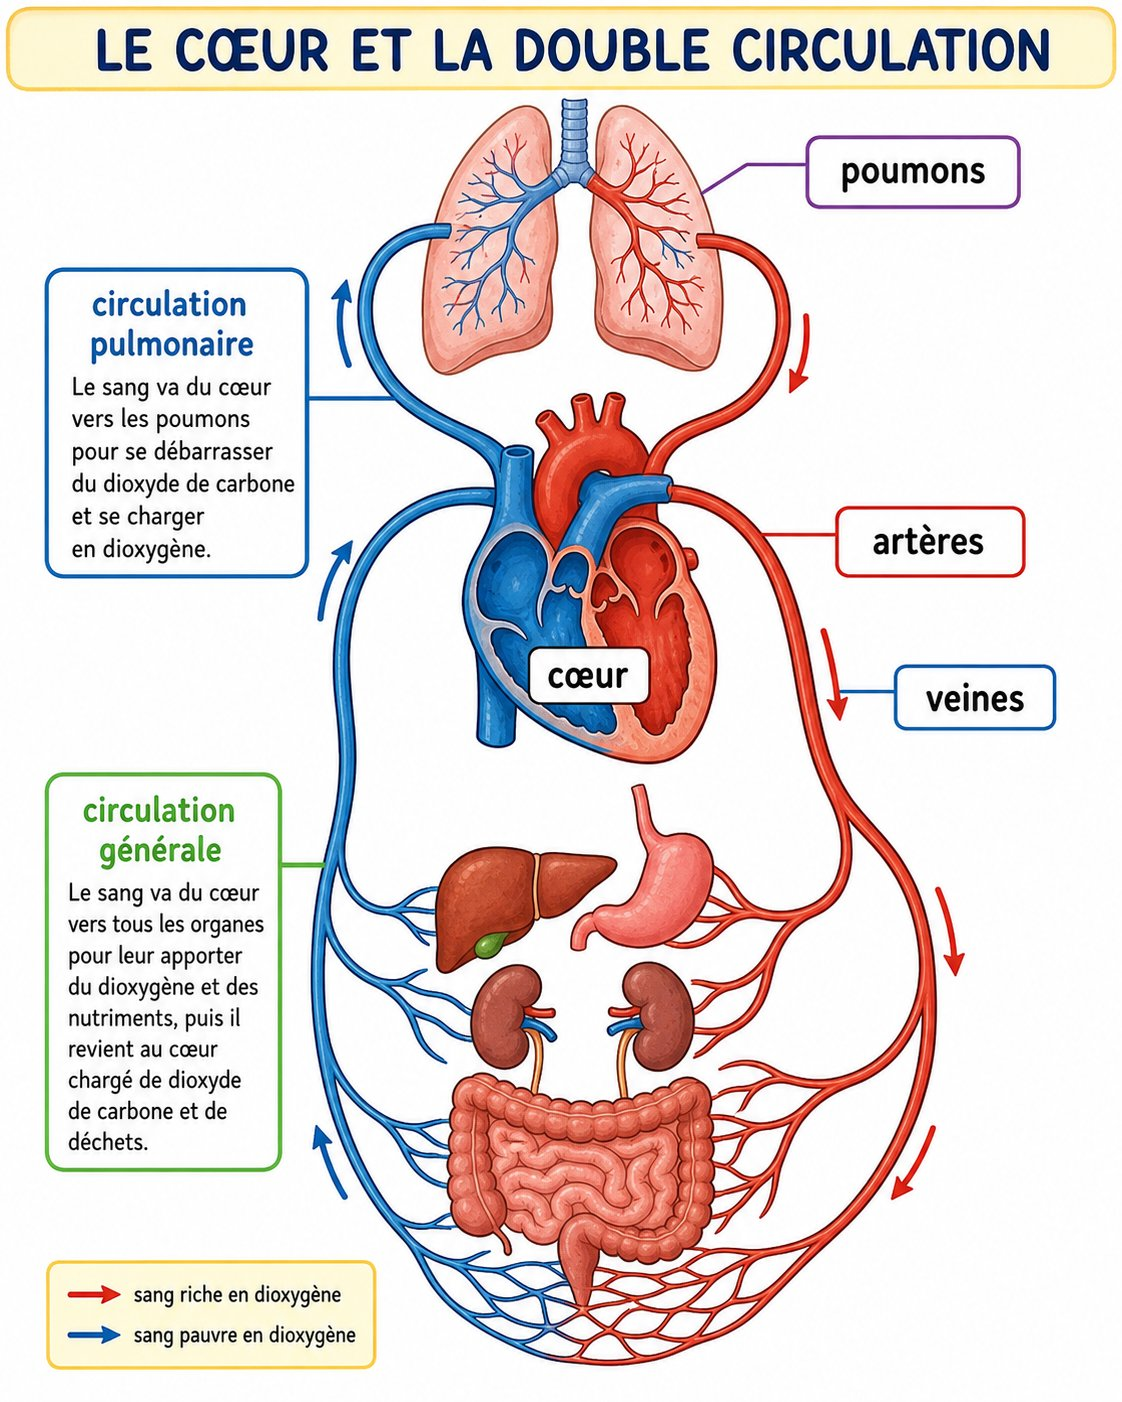 LE CŒUR ET LA DOUBLE CIRCULATION
poumons
circulation
pulmonaire
Le sang va du cœur
vers les poumons
pour se débarrasser
du dioxyde de carbone
et se charger
en dioxygène.
artères
cœur
veines
circulation
générale
Le sang va du cœur
vers tous les organes
pour leur apporter
du dioxygène et des
nutriments, puis il
revient au cœur
chargé de dioxyde
de carbone et de
déchets.
sang riche en dioxygène
sang pauvre en dioxygène